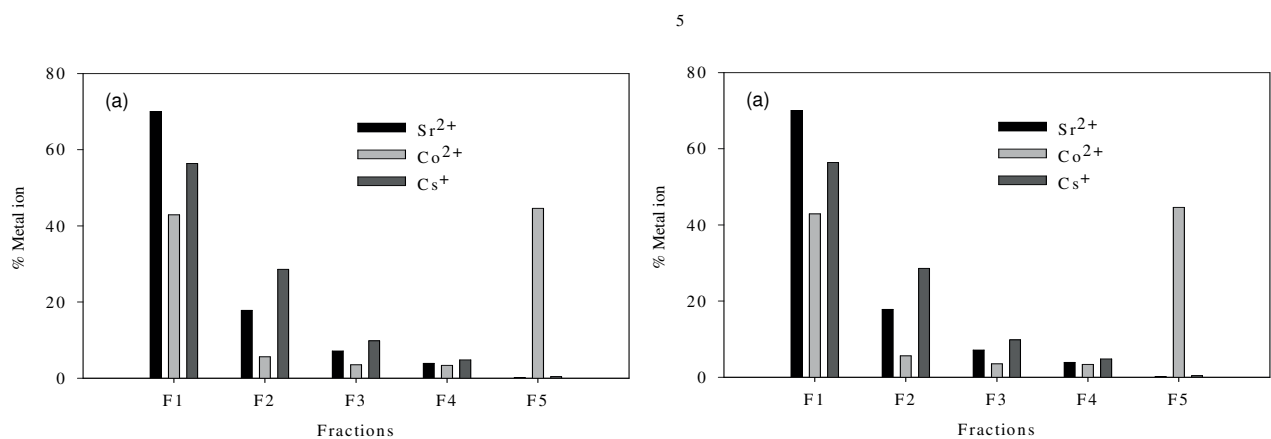 5
80
60
40
20
0
% Metal ion
(a)
Sr2+
Co2+
Cs+
F1 F2 F3 F4 F5
Fractions
80
60
40
20
0
% Metal ion
(a)
Sr2+
Co2+
Cs+
F1 F2 F3 F4 F5
Fractions